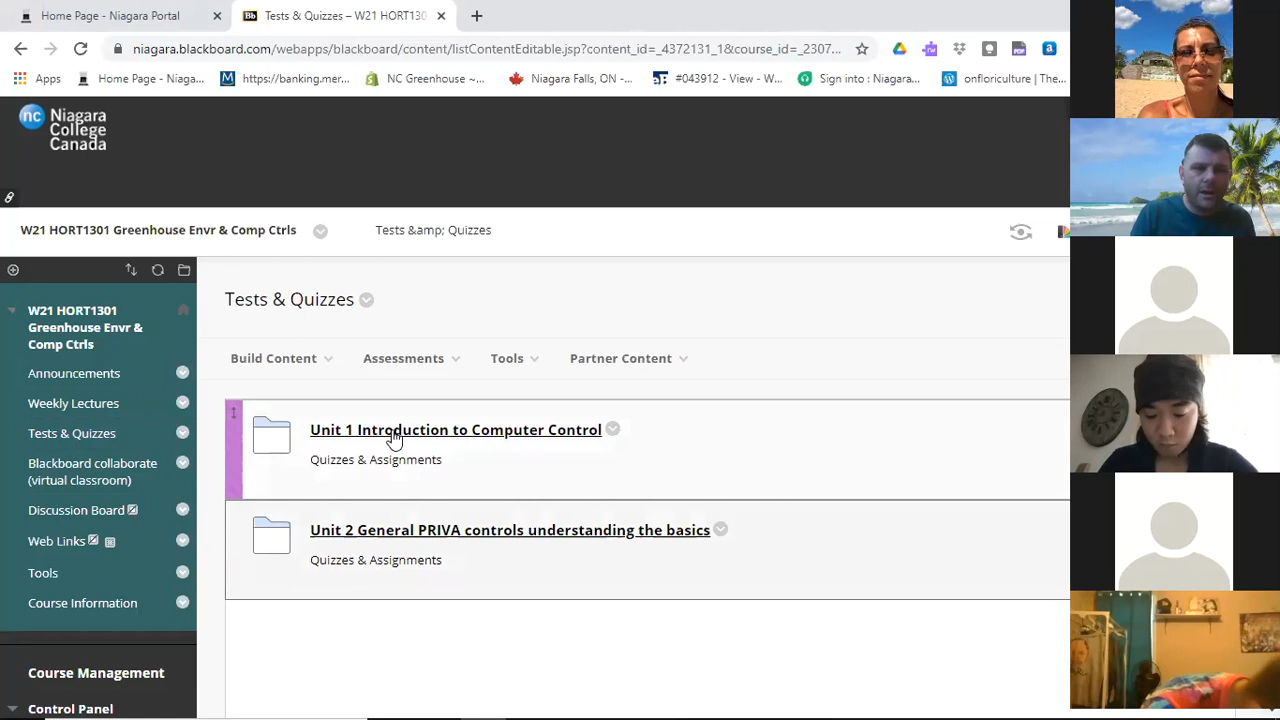 Home Page - Niagara Portal
Bb Tests & Quizzes – W21 HORT130
niagara.blackboard.com/webapps/blackboard/content/listContentEditable.jsp?content_id=_4372131_1&course_id=_2307...
Apps Home Page - Niaga... https://banking.mer... NC Greenhouse -... Niagara Falls, ON -... #043912 - View - W... Sign into : Niagara... onfloriculture | The...
nc Niagara
College
Canada
W21 HORT1301 Greenhouse Envr & Comp Ctrls Tests &amp; Quizzes
W21 HORT1301
Greenhouse Envr &
Comp Ctrls
Announcements
Weekly Lectures
Tests & Quizzes
Blackboard collaborate
(virtual classroom)
Discussion Board
Web Links
Tools
Course Information
Course Management
Control Panel
Tests & Quizzes
Build Content Assessments Tools Partner Content
Unit 1 Introduction to Computer Control
Quizzes & Assignments
Unit 2 General PRIVA controls understanding the basics
Quizzes & Assignments